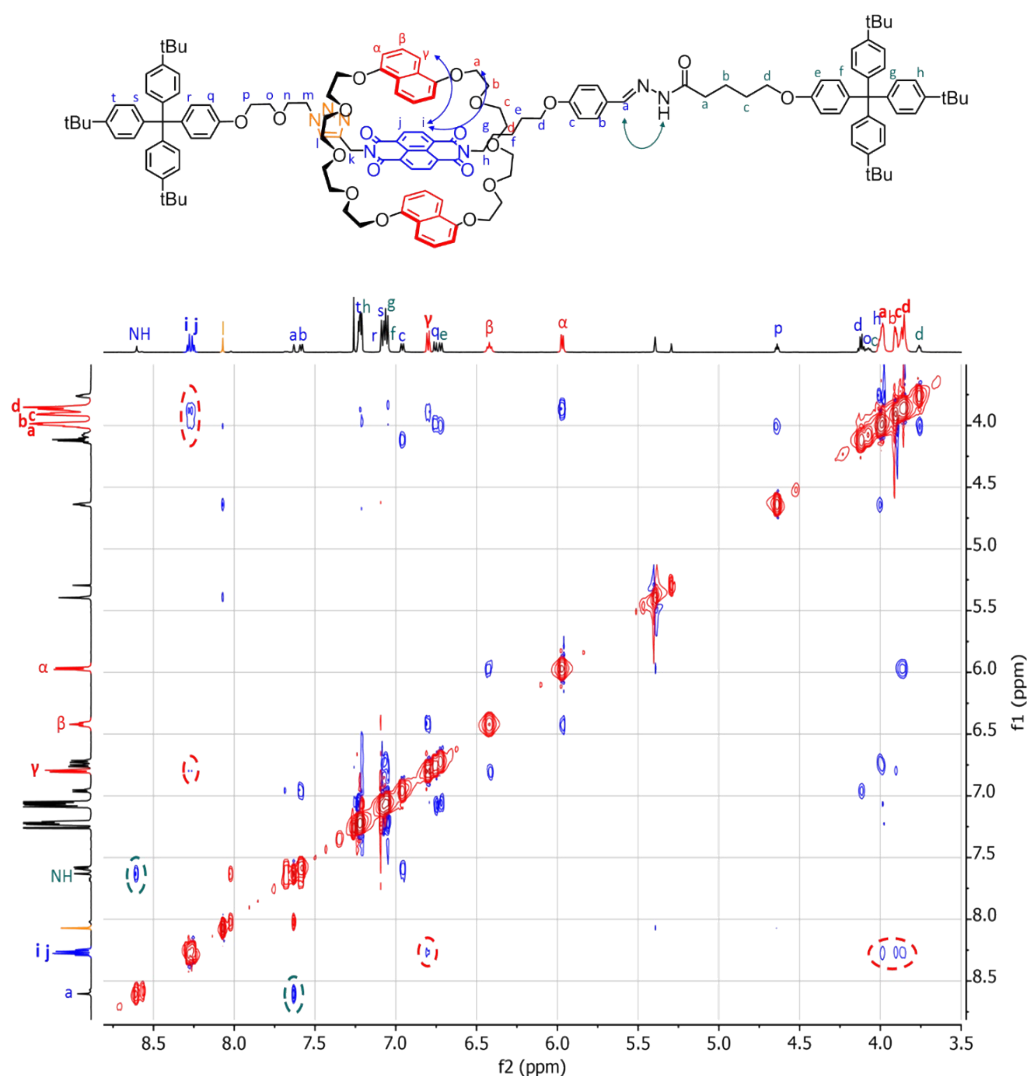 tBu tBu tBu tBu
α β γ a b c
O O N N H O
t s r q p o n m l k j i h g f e d c b a
a b c d e f g h
tBu tBu tBu tBu
NH i j l a b t h r s g f c γ q e β α p d o c h a b c d d
d c b a
α
β
γ
NH
i j
a
4.0
4.5
5.0
5.5
6.0
6.5
7.0
7.5
8.0
8.5
f1 (ppm)
8.5 8.0 7.5 7.0 6.5 6.0 5.5 5.0 4.5 4.0 3.5
f2 (ppm)